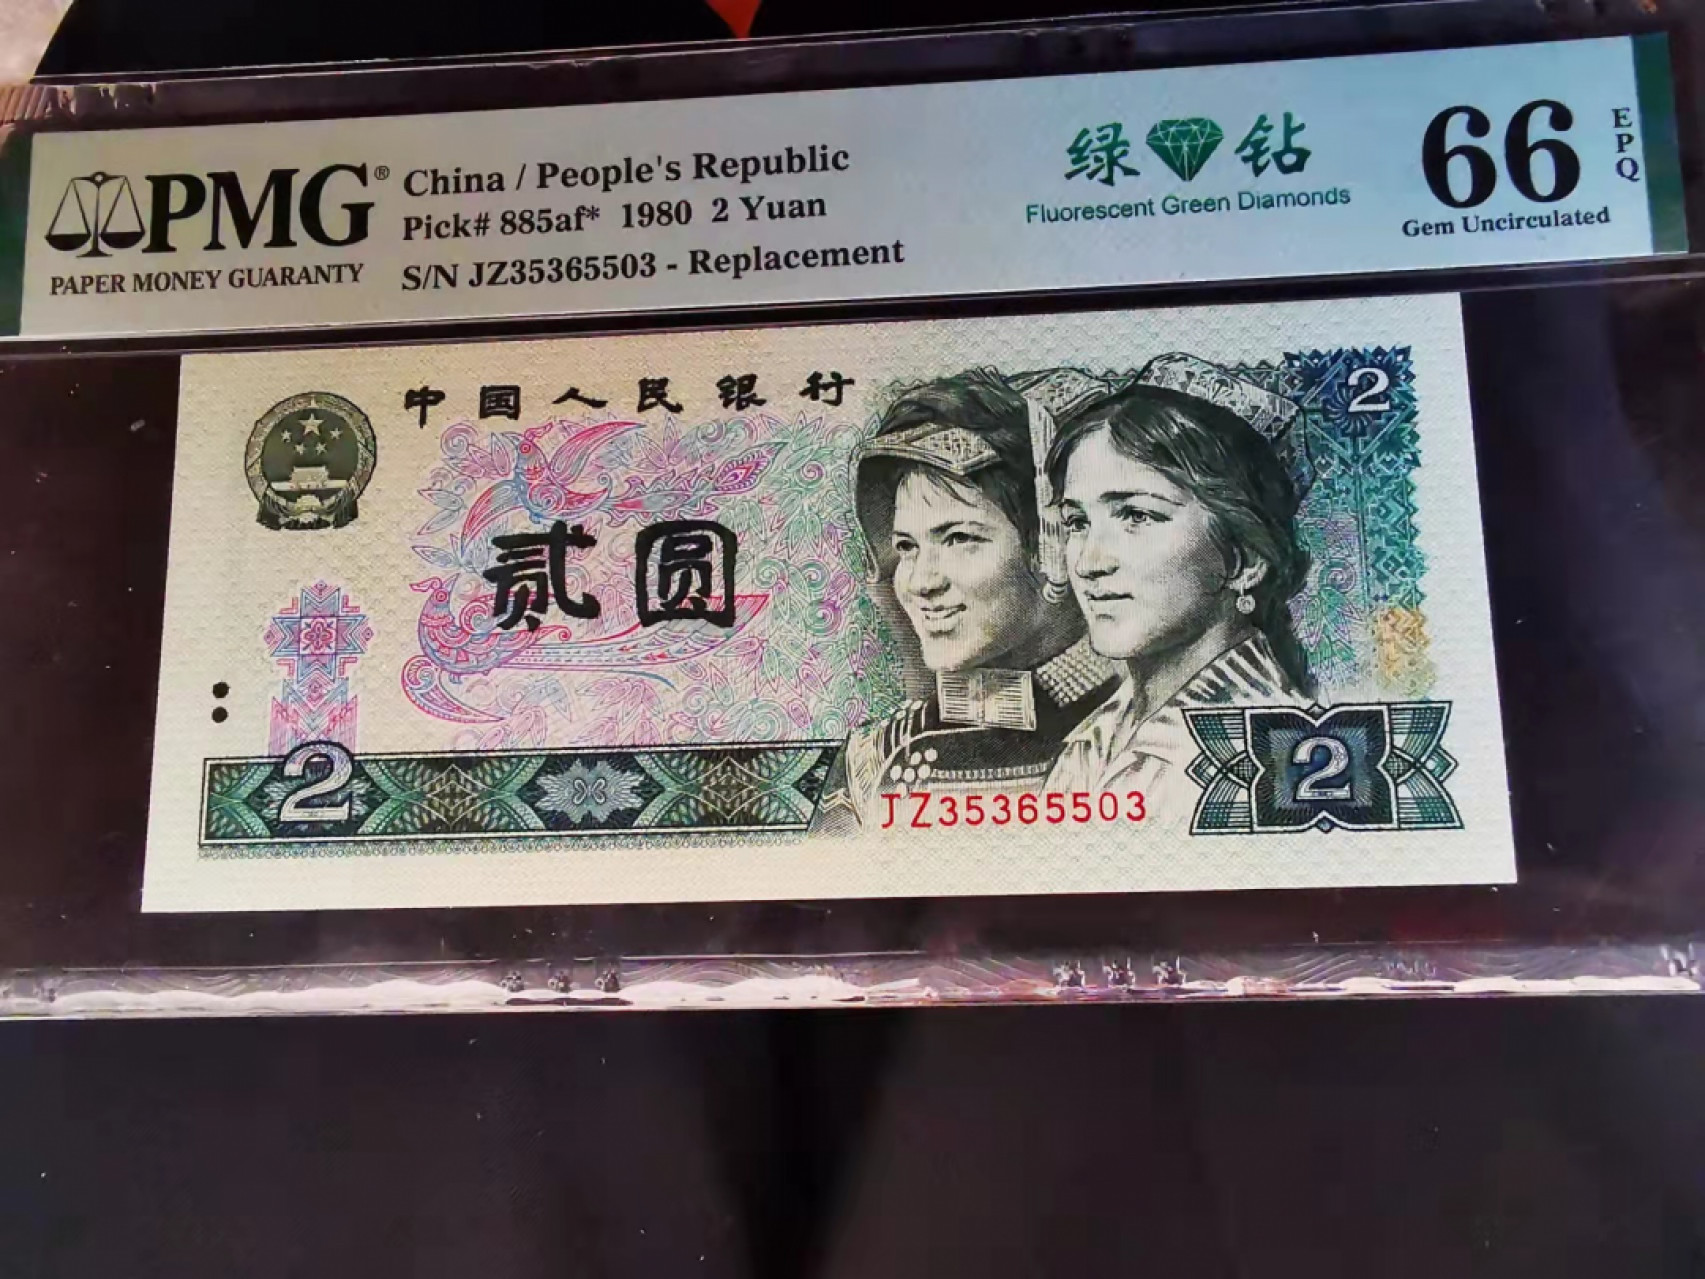 PMG®
PAPER MONEY GUARANTY
China / People's Republic
Pick# 885af* 1980 2 Yuan
S/N JZ35365503 - Replacement
绿 钻
Fluorescent Green Diamonds
66
EPQ
Gem Uncirculated
中国人民银行
2
贰圆
2
JZ35365503
2